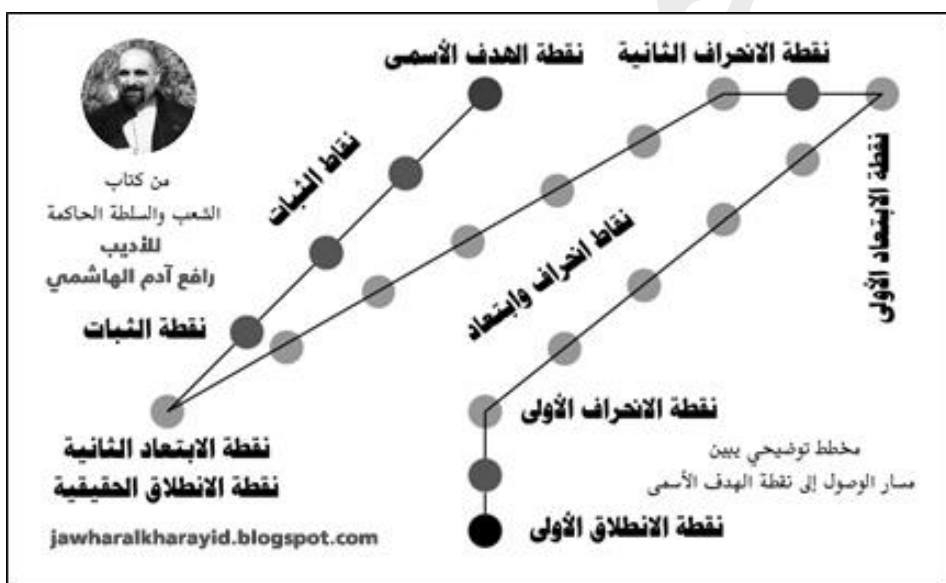 نقطة الهدف الأسمى
نقطة الانحراف الثانية
نقاط الثبات
نقطة الابتعاد الأولى
نقاط انحراف وابتعاد
من كتاب
الشعب والسلطة الحاكمة
للأديب
رافع آدم الهاشمي
نقطة الثبات
نقطة الانحراف الأولى
نقطة الابتعاد الثانية
نقطة الانطلاق الحقيقية
مخطط توضيحي يبين
مسار الوصول إلى نقطة الهدف الأسمى
نقطة الانطلاق الأولى
jawharalkharayid.blogspot.com